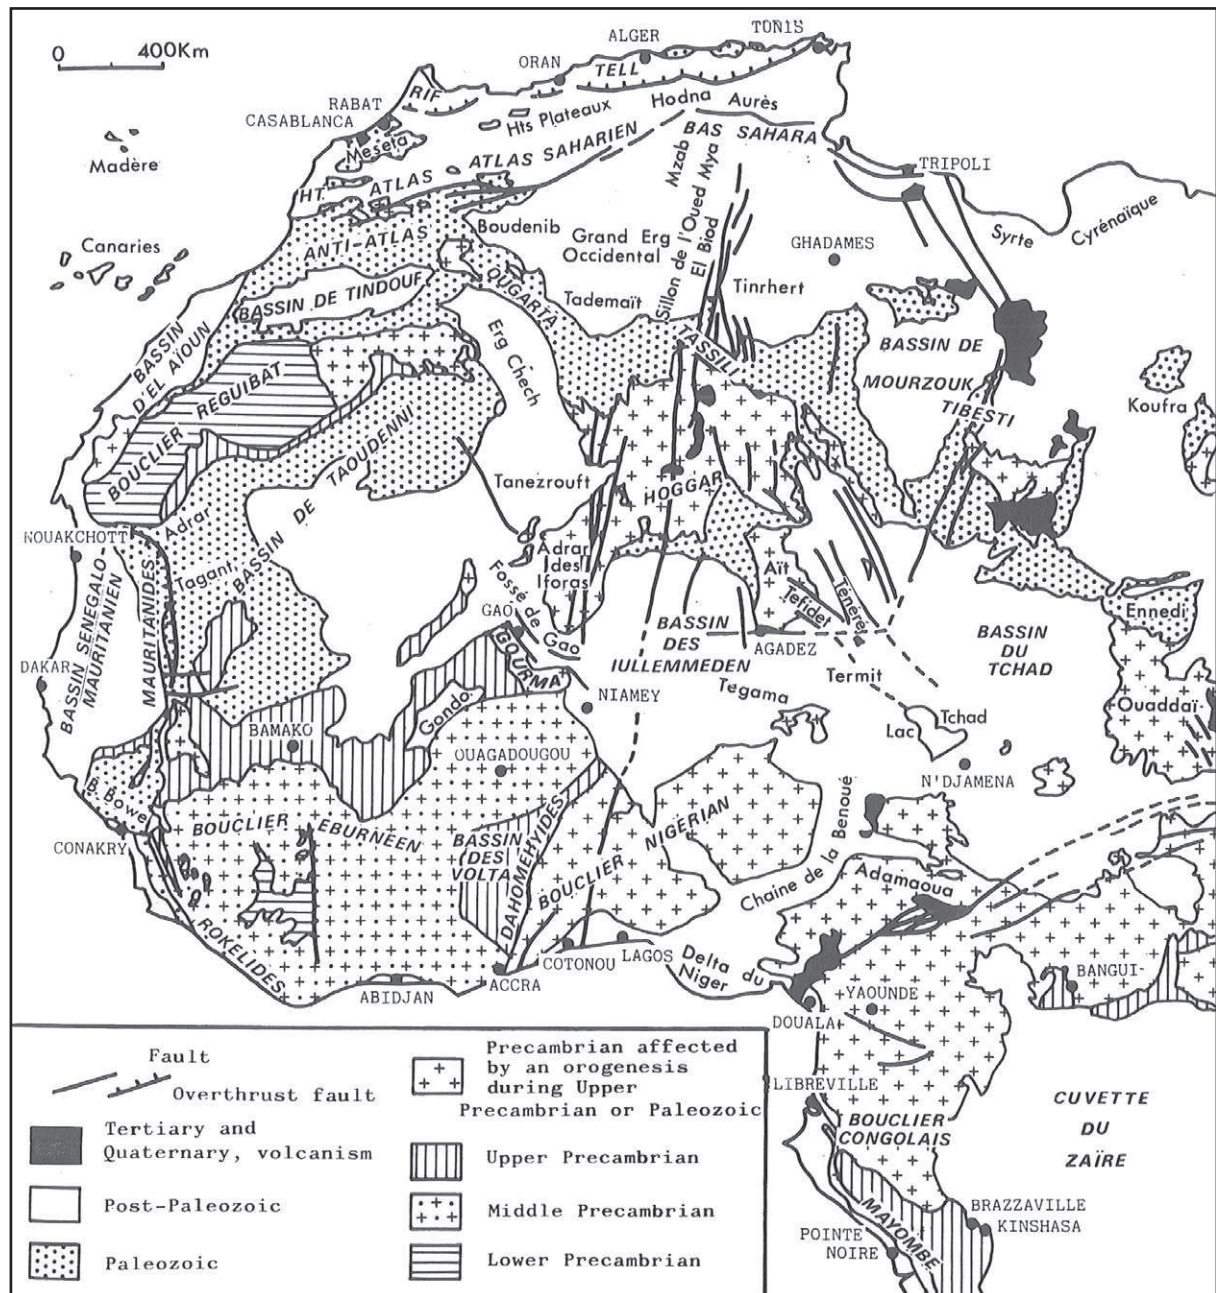 0 400Km
ALGER
TUNIS
ORAN
TELL
RIF
RABAT
CASABLANCA
Meseta
Hts Plateaux
Hodna
Aurès
BAS SAHARA
Madère
HT. ATLAS
ATLAS SAHARIEN
Mzab
TRIPOLI
Canaries
ANTI-ATLAS
Boudenib
Grand Erg
Occidental
Sillon de l'Oued Mya
El Biod
GHADAMES
Syrte
Cyrénaïque
BASSIN DE TINDOUF
OUGARTA
Tademaït
Tinrhert
BASSIN
D'EL AÏOUN
Erg Chech
TASSILI
BASSIN DE
MOURZOUK
TIBESTI
Koufra
BOUCLIER REGUIBAT
BASSIN DE TAOUDENNI
Tanezrouft
HOGGAR
NOUAKCHOTT
Adrar
Tagant
Adrar
des
Iforas
Aït
Tefidet
Ténéré
Ennedi
BASSIN SENEGALO
MAURITANIEN
MAURITANIDES
Fossé de
Gao
GAO
GOURMA
BASSIN
DES
IULLEMMEDEN
AGADEZ
BASSIN
DU
TCHAD
DAKAR
NIAMEY
Tegama
Termit
Ouaddaï
Gondo
BAMAKO
OUAGADOUGOU
Lac
Tchad
N'DJAMENA
B. Bowe
CONAKRY
BOUCLIER EBURNEEN
BASSIN
DES
VOLTA
DAHOMEYIDES
BOUCLIER NIGERIAN
Chaine de la Benoué
Adamaoua
ROKELIDES
ABIDJAN
ACCRA
COTONOU
LAGOS
Delta du
Niger
BANGUI
YAOUNDE
DOUALA
LIBREVILLE
BOUCLIER
CONGOLAIS
CUVETTE
DU
ZAÏRE
MAYOMBE
BRAZZAVILLE
KINSHASA
POINTE
NOIRE
Fault
Overthrust fault
Tertiary and
Quaternary, volcanism
Post-Paleozoic
Paleozoic
Precambrian affected
by an orogenesis
during Upper
Precambrian or Paleozoic
Upper Precambrian
Middle Precambrian
Lower Precambrian